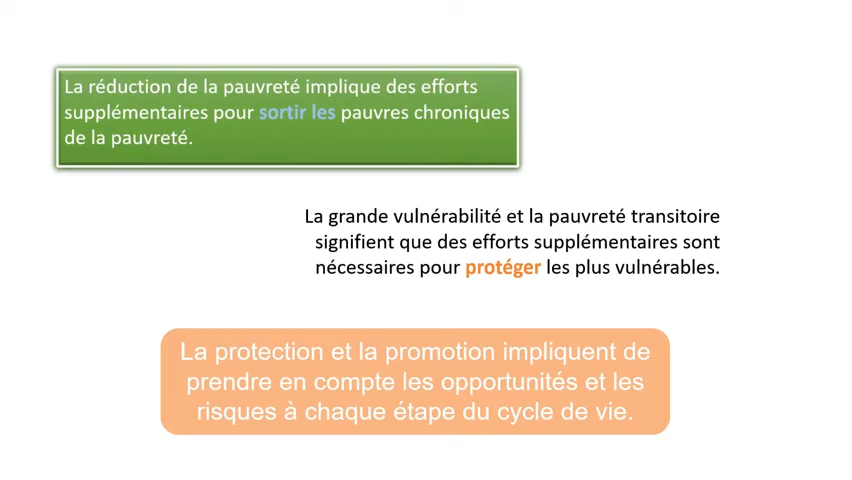 La réduction de la pauvreté implique des efforts
supplémentaires pour sortir les pauvres chroniques
de la pauvreté.
La grande vulnérabilité et la pauvreté transitoire
signifient que des efforts supplémentaires sont
nécessaires pour protéger les plus vulnérables.
La protection et la promotion impliquent de
prendre en compte les opportunités et les
risques à chaque étape du cycle de vie.